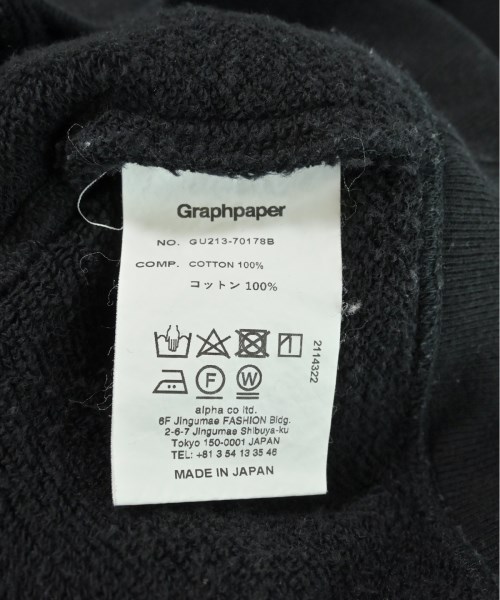 Graphpaper
NO. GU213-70178B
COMP. COTTON 100%
コットン 100%
2114322
F W
alpha co ltd.
6F Jingumae FASHION Bldg.
2-6-7 Jingumae Shibuya-ku
Tokyo 150-0001 JAPAN
TEL: +81 3 54 13 35 46
MADE IN JAPAN